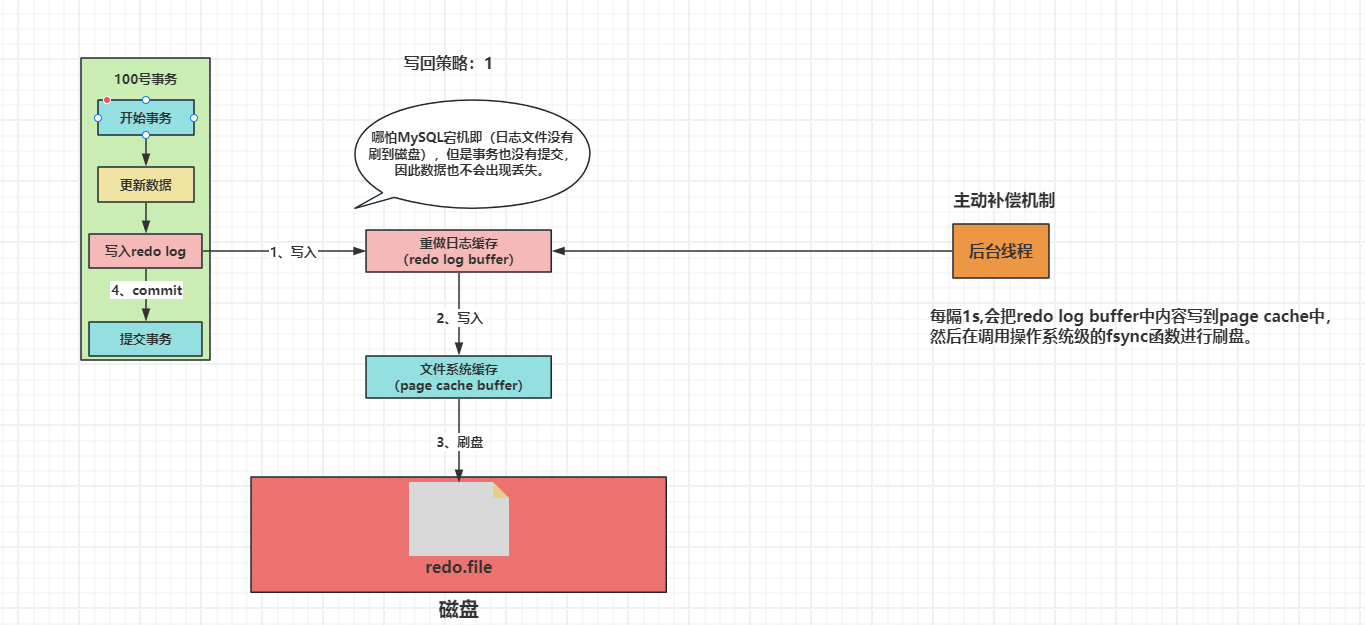 写回策略：1
100号事务
开始事务
更新数据
写入redo log
4、commit
提交事务
哪怕MySQL宕机即（日志文件没有
刷到磁盘），但是事务也没有提交，
因此数据也不会出现丢失。
1、写入
重做日志缓存
（redo log buffer）
2、写入
文件系统缓存
（page cache buffer）
3、刷盘
redo.file
磁盘
主动补偿机制
后台线程
每隔1s,会把redo log buffer中内容写到page cache中，
然后在调用操作系统级的fsync函数进行刷盘。